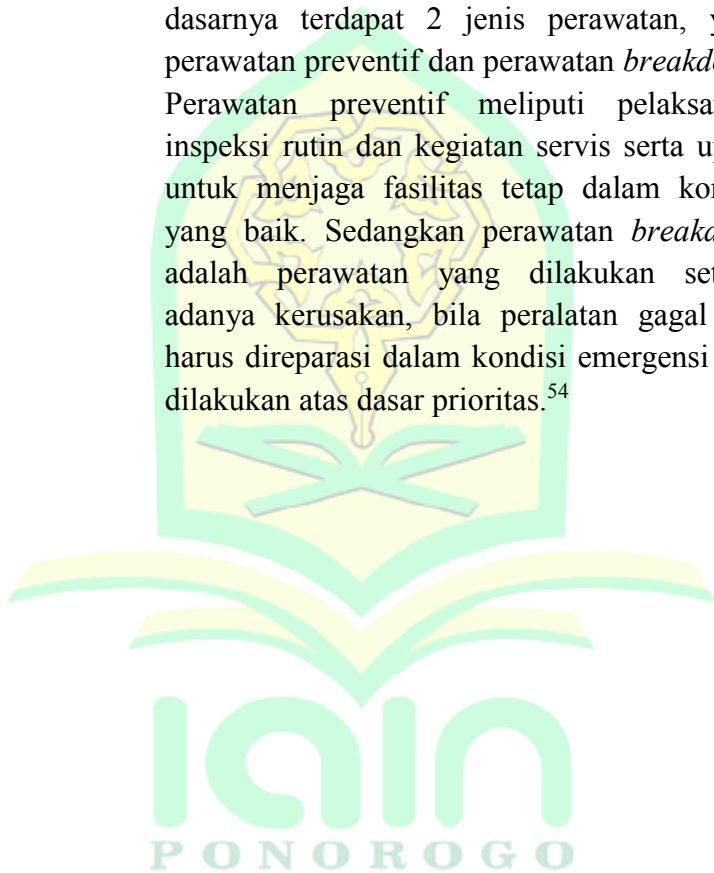 dasarnya terdapat 2 jenis perawatan,
perawatan preventif dan perawatan
Perawatan preventif meliputi
inspeksi rutin dan kegiatan servis serta
untuk menjaga fasilitas tetap dalam
yang baik. Sedangkan perawatan
adalah perawatan yang dilakukan
adanya kerusakan, bila peralatan gagal
harus direparasi dalam kondisi emergensi
dilakukan atas dasar prioritas.54
iain
PONOROGO